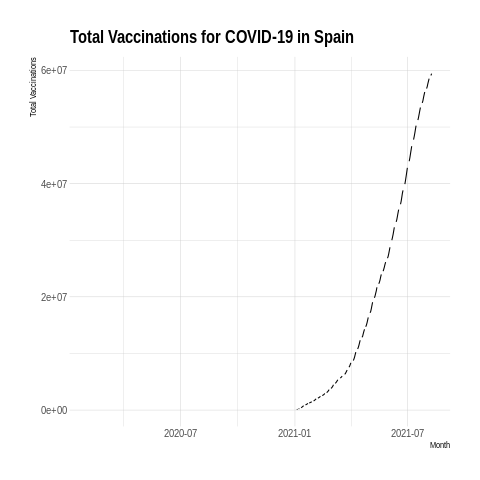 Total Vaccinations for COVID-19 in Spain
Total Vaccinations
6e+07
4e+07
2e+07
0e+00
2020-07
2021-01
2021-07
Month